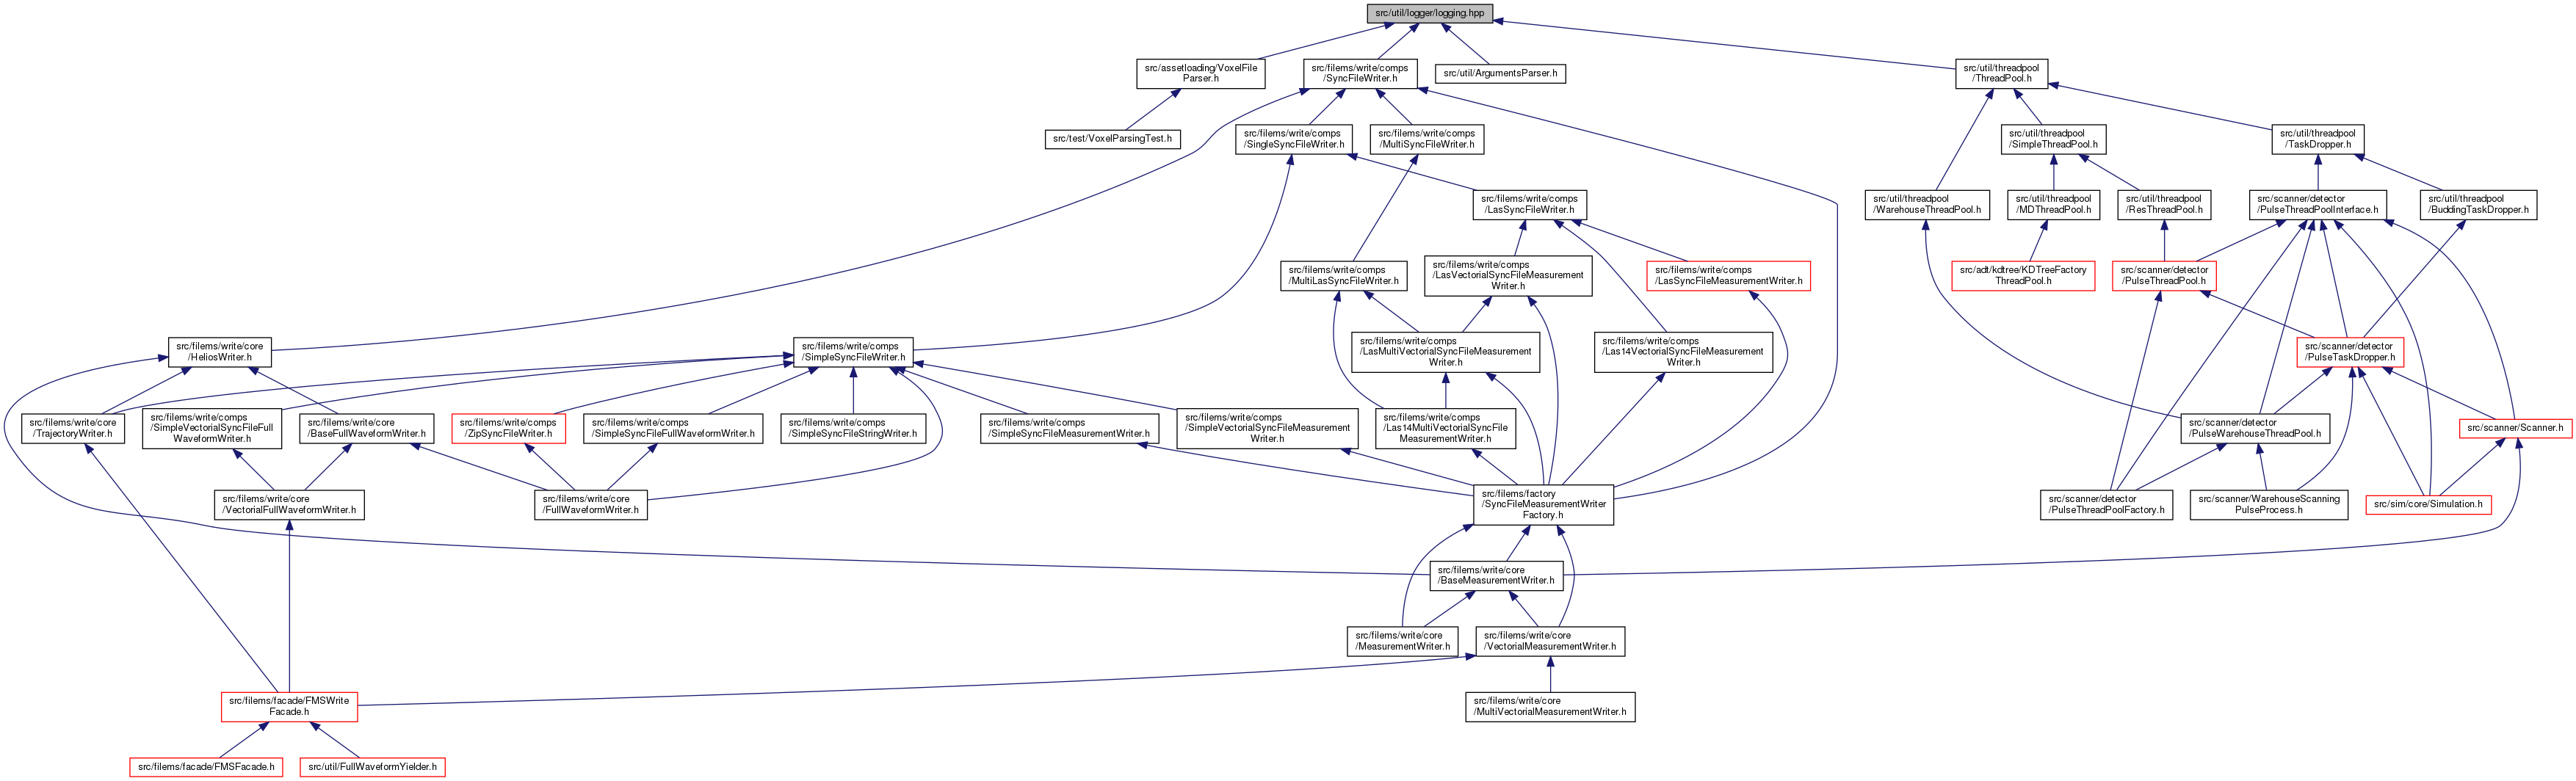 src/util/logger/logging.hpp
src/assetloading/VoxelFile
Parser.h
src/filems/write/comps
/SyncFileWriter.h
src/util/ArgumentsParser.h
src/util/threadpool
/ThreadPool.h
src/test/VoxelParsingTest.h
src/filems/write/comps
/SingleSyncFileWriter.h
src/filems/write/comps
/MultiSyncFileWriter.h
src/util/threadpool
/SimpleThreadPool.h
src/util/threadpool
/TaskDropper.h
src/filems/write/comps
/LasSyncFileWriter.h
src/util/threadpool
/WarehouseThreadPool.h
src/util/threadpool
/MDThreadPool.h
src/util/threadpool
/ResThreadPool.h
src/scanner/detector
/PulseThreadPoolInterface.h
src/util/threadpool
/BuddingTaskDropper.h
src/filems/write/comps
/MultiLasSyncFileWriter.h
src/filems/write/comps
/LasVectorialSyncFileMeasurement
Writer.h
src/filems/write/comps
/LasSyncFileMeasurementWriter.h
src/adt/kdtree/KDTreeFactory
ThreadPool.h
src/scanner/detector
/PulseThreadPool.h
src/filems/write/core
/HeliosWriter.h
src/filems/write/comps
/SimpleSyncFileWriter.h
src/filems/write/comps
/LasMultiVectorialSyncFileMeasurement
Writer.h
src/filems/write/comps
/Las14VectorialSyncFileMeasurement
Writer.h
src/scanner/detector
/PulseTaskDropper.h
src/filems/write/core
/TrajectoryWriter.h
src/filems/write/comps
/SimpleVectorialSyncFileFull
WaveformWriter.h
src/filems/write/core
/BaseFullWaveformWriter.h
src/filems/write/comps
/ZipSyncFileWriter.h
src/filems/write/comps
/SimpleSyncFileFullWaveformWriter.h
src/filems/write/comps
/SimpleSyncFileStringWriter.h
src/filems/write/comps
/SimpleSyncFileMeasurementWriter.h
src/filems/write/comps
/SimpleVectorialSyncFileMeasurement
Writer.h
src/filems/write/comps
/Las14MultiVectorialSyncFile
MeasurementWriter.h
src/scanner/detector
/PulseWarehouseThreadPool.h
src/scanner/Scanner.h
src/filems/write/core
/VectorialFullWaveformWriter.h
src/filems/write/core
/FullWaveformWriter.h
src/filems/factory
/SyncFileMeasurementWriter
Factory.h
src/scanner/detector
/PulseThreadPoolFactory.h
src/scanner/WarehouseScanning
PulseProcess.h
src/sim/core/Simulation.h
src/filems/write/core
/BaseMeasurementWriter.h
src/filems/write/core
/MeasurementWriter.h
src/filems/write/core
/VectorialMeasurementWriter.h
src/filems/facade/FMSWrite
Facade.h
src/filems/write/core
/MultiVectorialMeasurementWriter.h
src/filems/facade/FMSFacade.h
src/util/FullWaveformYielder.h